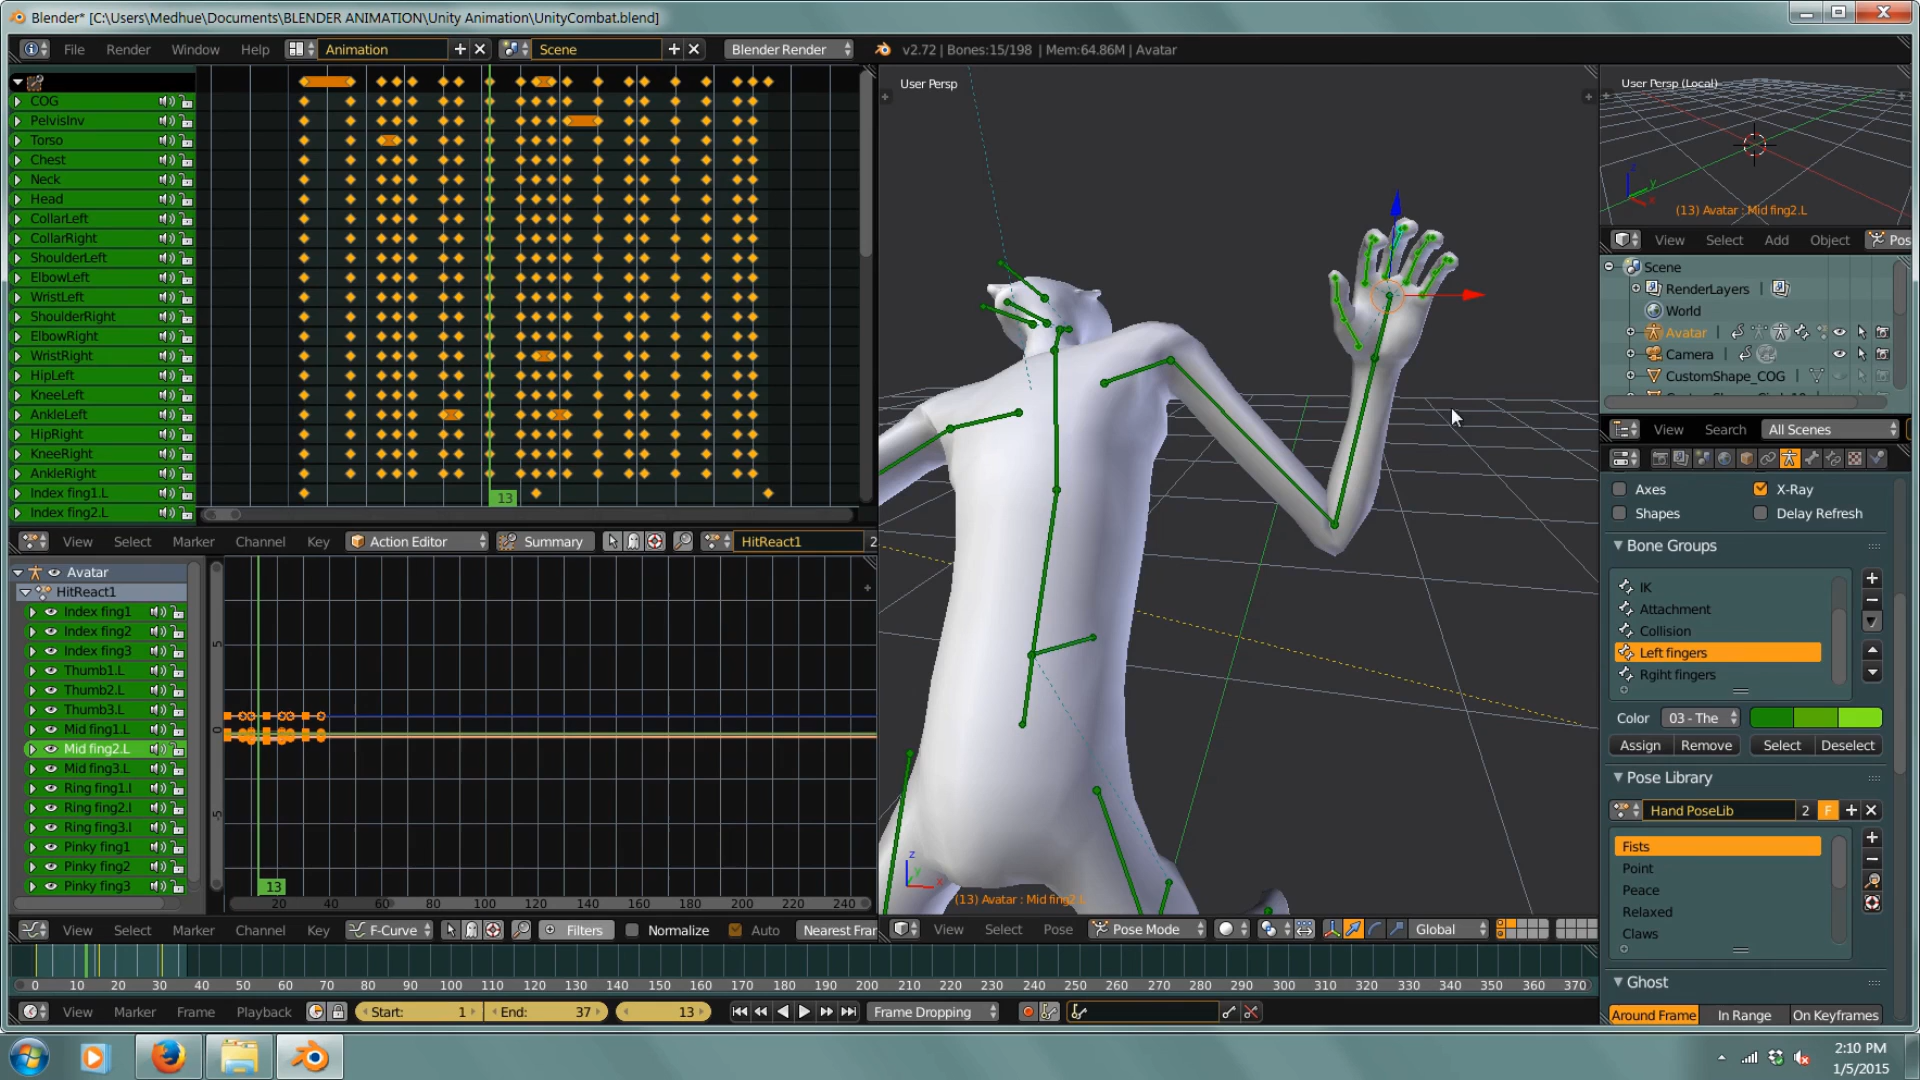 Blender* [C:\Users\Medhue\Documents\BLENDER ANIMATION\Unity Animation\UnityCombat.blend]
File Render Window Help Animation Scene Blender Render v2.72 | Bones:15/198 | Mem:64.86M | Avatar
COG
PelvisInv
Torso
Chest
Neck
Head
CollarLeft
CollarRight
ShoulderLeft
ElbowLeft
WristLeft
ShoulderRight
ElbowRight
WristRight
HipLeft
KneeLeft
AnkleLeft
HipRight
KneeRight
AnkleRight
Index fing1.L
Index fing2.L
13
View Select Marker Channel Key Action Editor Summary HitReact1 2
Avatar
HitReact1
Index fing1
Index fing2
Index fing3
Thumb1.L
Thumb2.L
Thumb3.L
Mid fing1.L
Mid fing2.L
Mid fing3.L
Ring fing1.l
Ring fing2.l
Ring fing3.l
Pinky fing1
Pinky fing2
Pinky fing3
5
0
-5
13
20 40 60 80 100 120 140 160 180 200 220 240
View Select Marker Channel Key F-Curve Filters Normalize Auto Nearest Frar
User Persp
z
y
x
(13) Avatar : Mid fing2.L
View Select Pose Pose Mode Global
User Persp (Local)
z
y
x
(13) Avatar : Mid fing2.L
View Select Add Object Pos
Scene
RenderLayers
World
Avatar
Camera
CustomShape_COG
View Search All Scenes
Axes X-Ray
Shapes Delay Refresh
Bone Groups
IK
Attachment
Collision
Left fingers
Rgiht fingers
Color 03 - The
Assign Remove Select Deselect
Pose Library
Hand PoseLib 2 F
Fists
Point
Peace
Relaxed
Claws
Ghost
Around Frame In Range On Keyframes
0 10 20 30 40 50 60 70 80 90 100 110 120 130 140 150 160 170 180 190 200 210 220 230 240 250 260 270 280 290 300 310 320 330 340 350 360 370
View Marker Frame Playback Start: 1 End: 37 13 Frame Dropping
2:10 PM
1/5/2015